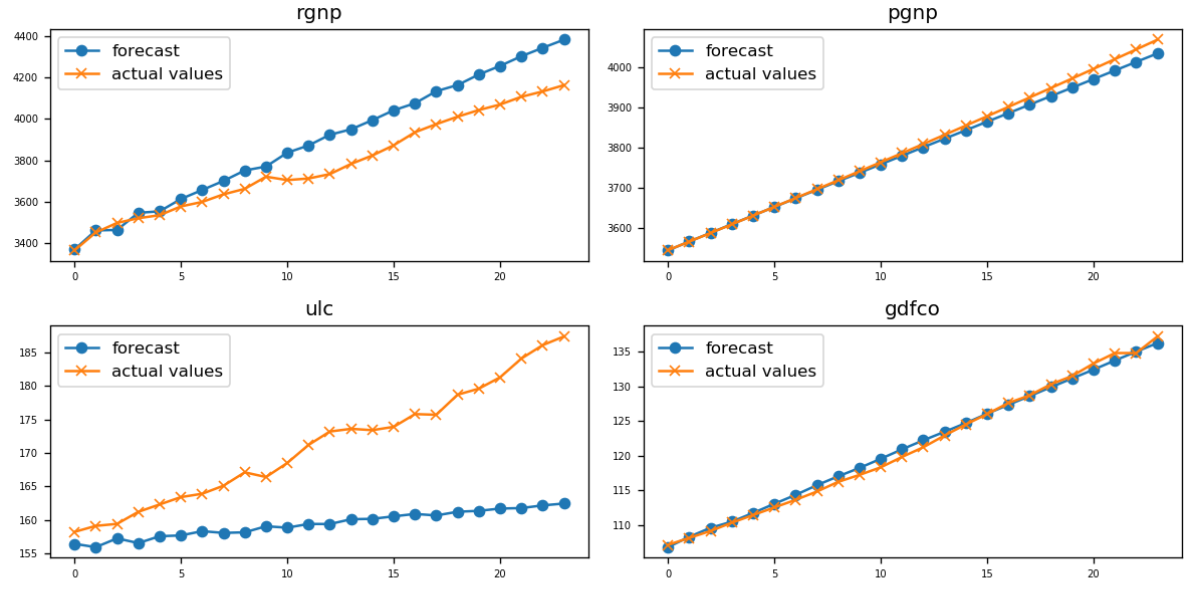 rgnp
4400
4200
4000
3800
3600
3400
0 5 10 15 20
forecast
actual values
pgnp
4000
3900
3800
3700
3600
0 5 10 15 20
forecast
actual values
ulc
185
180
175
170
165
160
155
0 5 10 15 20
forecast
actual values
gdfco
135
130
125
120
115
110
0 5 10 15 20
forecast
actual values